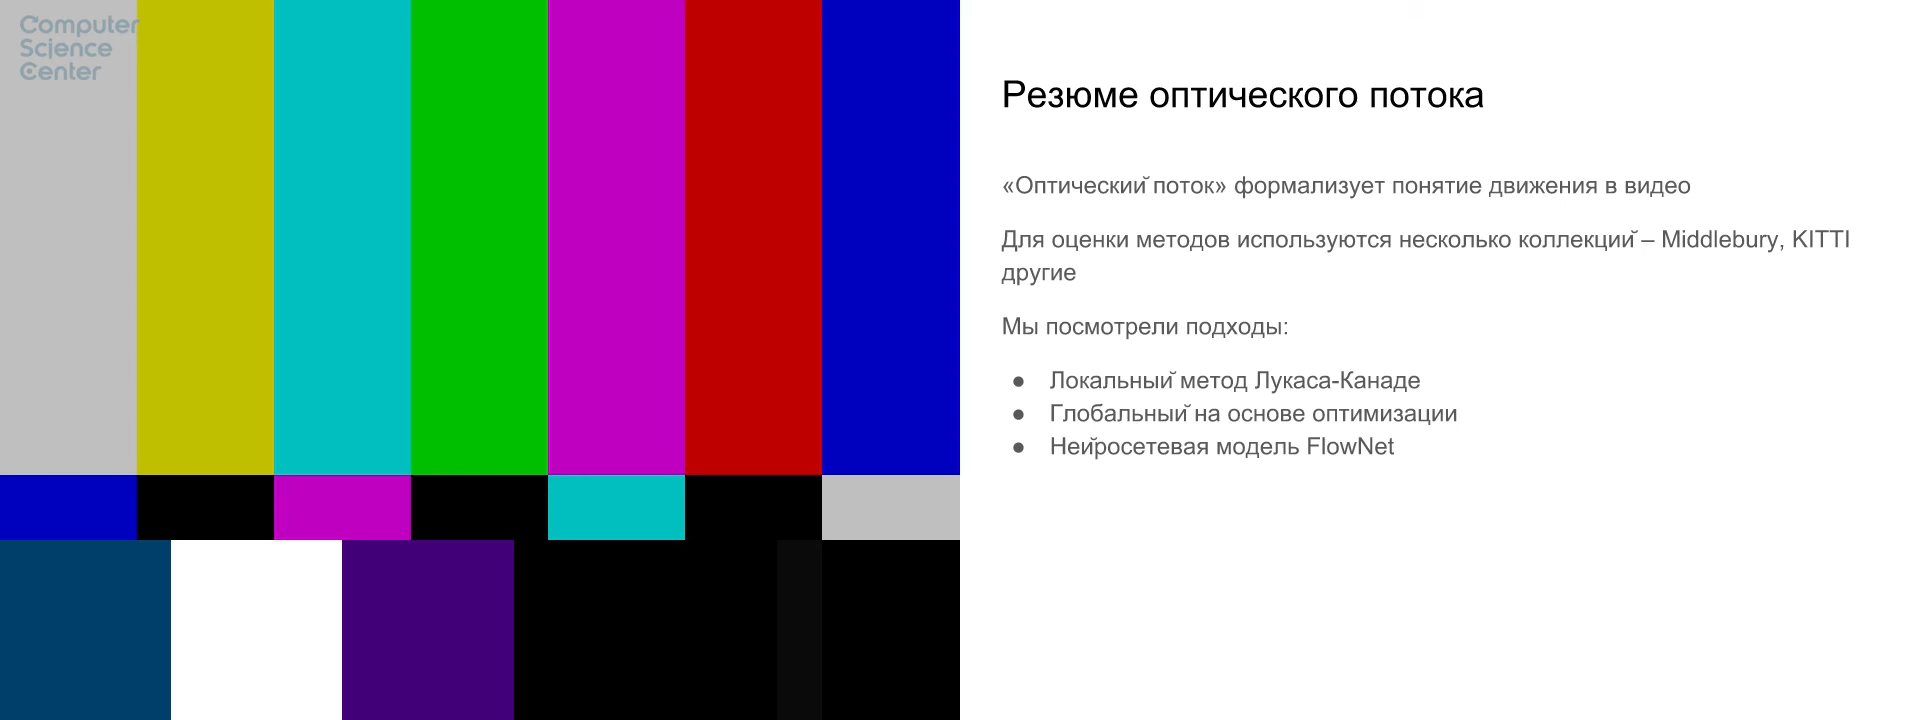 Computer
Science
Center
Резюме оптического потока
«Оптический поток» формализует понятие движения в видео
Для оценки методов используются несколько коллекций – Middlebury, KITTI
другие
Мы посмотрели подходы:
● Локальный метод Лукаса-Канаде
● Глобальный на основе оптимизации
● Нейросетевая модель FlowNet